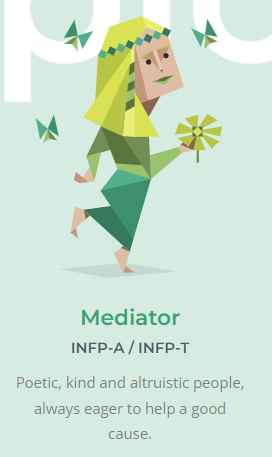 Mediator
INFP-A / INFP-T
Poetic, kind and altruistic people,
always eager to help a good
cause.